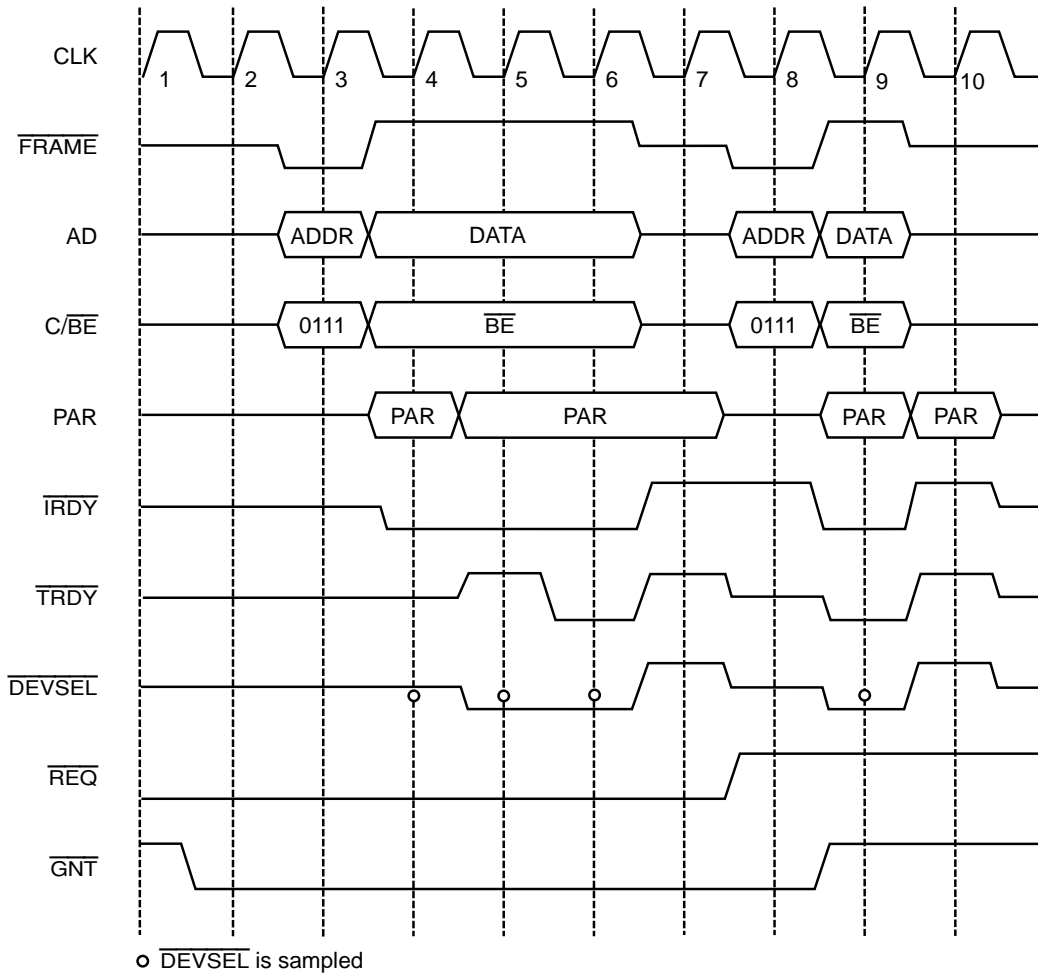 CLK
1 2 3 4 5 6 7 8 9 10
FRAME
AD
ADDR DATA ADDR DATA
C/BE
0111 BE 0111 BE
PAR
PAR PAR PAR PAR
IRDY
TRDY
DEVSEL
REQ
GNT
DEVSEL is sampled